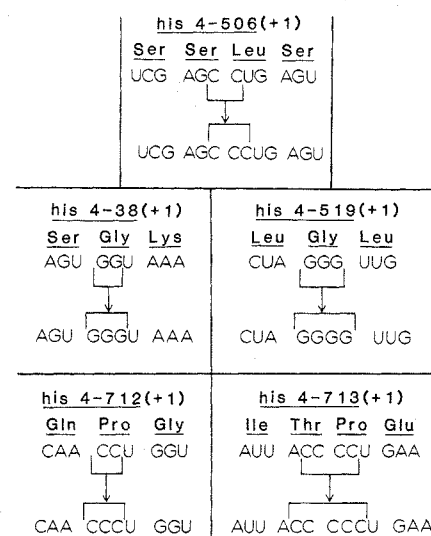 his 4-506(+1)
Ser Ser Leu Ser
UCG AGC CUG AGU
UCG AGC CCUG AGU
his 4-38(+1)
Ser Gly Lys
AGU GGU AAA
AGU GGGU AAA
his 4-519(+1)
Leu Gly Leu
CUA GGG UUG
CUA GGGG UUG
his 4-712(+1)
Gln Pro Gly
CAA CCU GGU
CAA CCCU GGU
his 4-713(+1)
Ile Thr Pro Glu
AUU ACC CCU GAA
AUU ACC CCCU GAA